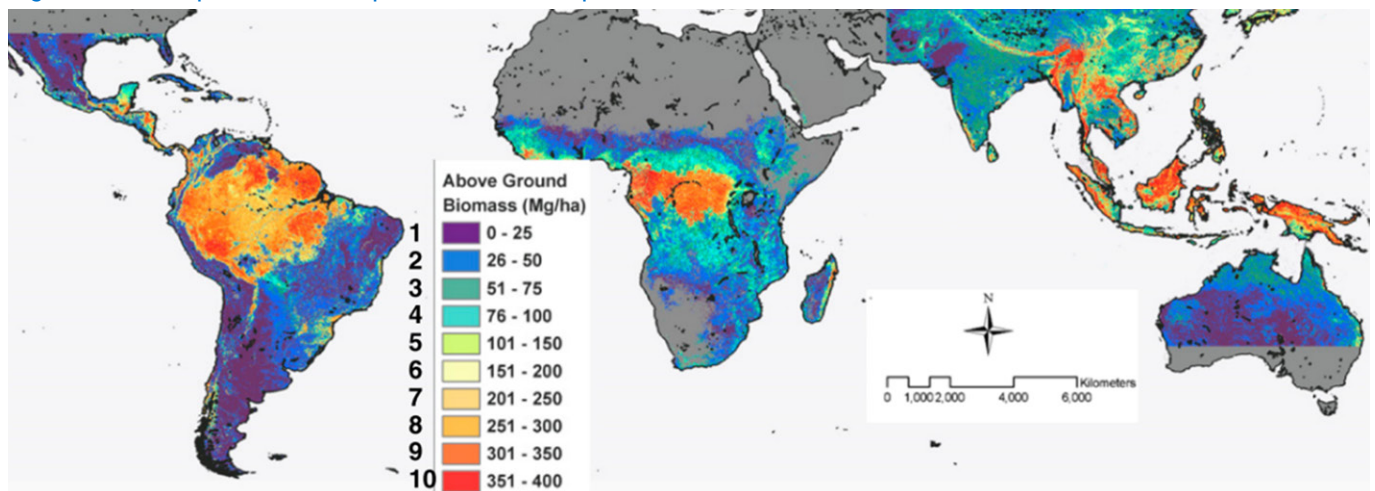 Above Ground
Biomass (Mg/ha)
1 0 - 25
2 26 - 50
3 51 - 75
4 76 - 100
5 101 - 150
6 151 - 200
7 201 - 250
8 251 - 300
9 301 - 350
10 351 - 400
N
Kilometers
0 1,000 2,000 4,000 6,000